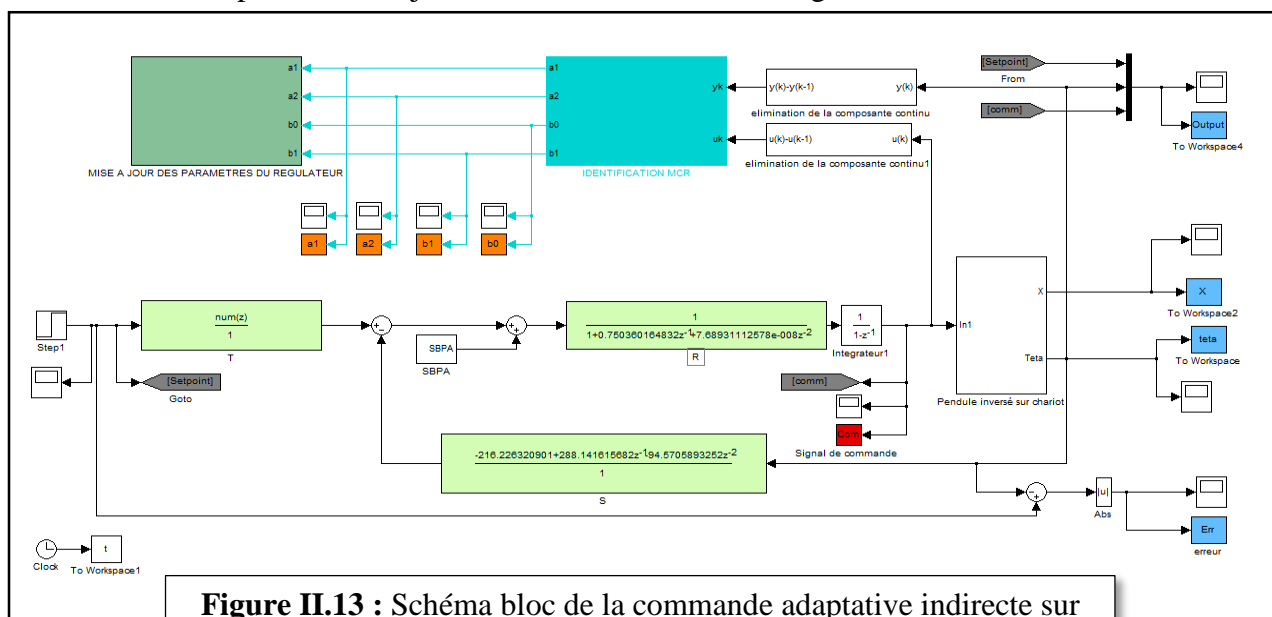 a1
a2
b0
b1
MISE A JOUR DES PARAMETRES DU REGULATEUR
a1
a2
b0
b1
yk
uk
IDENTIFICATION MCR
y(k)-y(k-1)
y(k)
elimination de la composante continu
u(k)-u(k-1)
u(k)
elimination de la composante continu1
[Setpoint]
From
[comm]
Output
To Workspace4
a1
a2
b1
b0
Step1
num(z)
1
T
[Setpoint]
Goto
SBPA
SBPA
1
1+0.750360164832z-1+7.68931112578e-008z-2
R
1
1-z-1
Integrateur1
[comm]
Com
Signal de commande
In1
X
Teta
Pendule inversé sur chariot
X
To Workspace2
teta
To Workspace
-216.226320901+288.141615682z-1-94.5705893252z-2
1
S
|u|
Abs
Err
erreur
Clock
t
To Workspace1
Figure II.13 : Schéma bloc de la commande adaptative indirecte sur